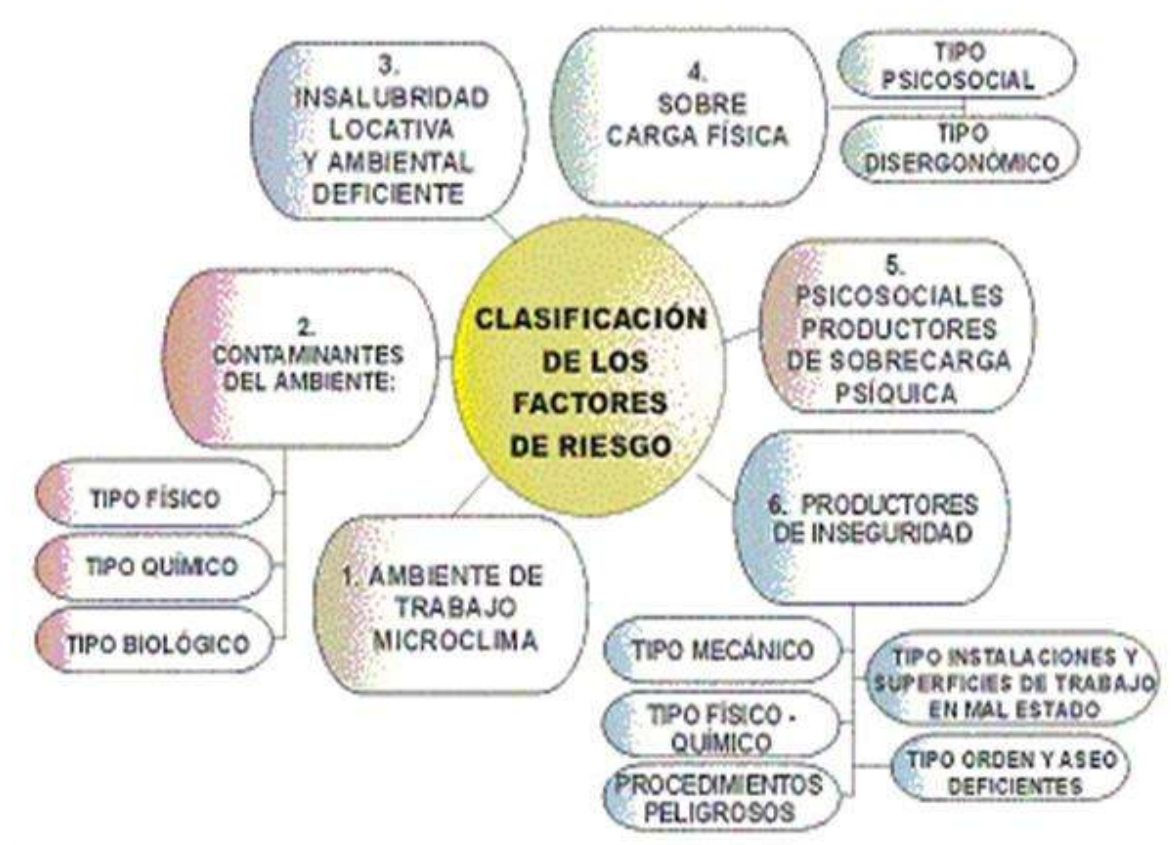 CLASIFICACIÓN
DE LOS
FACTORES
DE RIESGO
1. AMBIENTE DE
TRABAJO
MICROCLIMA
2.
CONTAMINANTES
DEL AMBIENTE:
TIPO FÍSICO
TIPO QUÍMICO
TIPO BIOLÓGICO
3.
INSALUBRIDAD
LOCATIVA
Y AMBIENTAL
DEFICIENTE
4.
SOBRE
CARGA FÍSICA
TIPO
PSICOSOCIAL
TIPO
DISERGONÓMICO
5.
PSICOSOCIALES
PRODUCTORES
DE SOBRECARGA
PSÍQUICA
6. PRODUCTORES
DE INSEGURIDAD
TIPO MECÁNICO
TIPO FÍSICO -
QUÍMICO
PROCEDIMIENTOS
PELIGROSOS
TIPO INSTALACIONES Y
SUPERFICIES DE TRABAJO
EN MAL ESTADO
TIPO ORDEN Y ASEO
DEFICIENTES